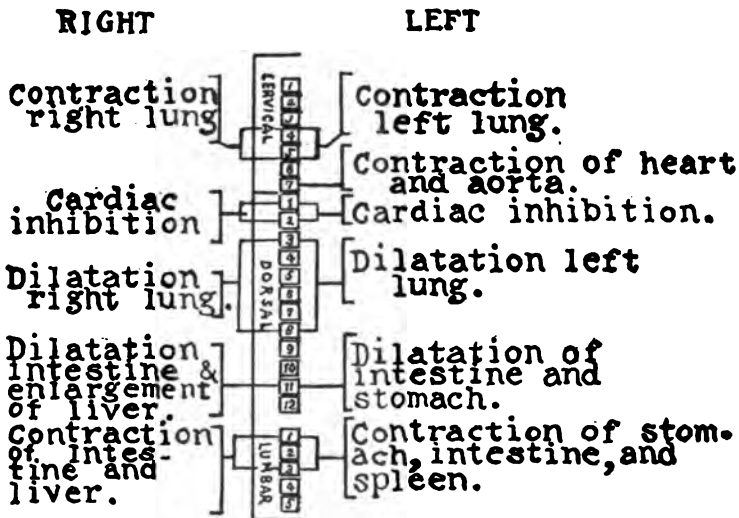 RIGHT
LEFT
Contraction
right lung
CERVICAL
1
2
3
4
5
6
7
Contraction
left lung.
Contraction of heart
and aorta.
Cardiac
inhibition
Cardiac inhibition.
DORSAL
1
2
3
4
5
6
7
8
9
10
11
12
Dilatation
right lung.
Dilatation left
lung.
Dilatation
intestine &
enlargement
of liver.
Dilatation of
intestine and
stomach.
Contraction
of Intes-
tine and
liver.
LUMBAR
1
2
3
4
5
Contraction of stom-
ach, intestine, and
spleen.